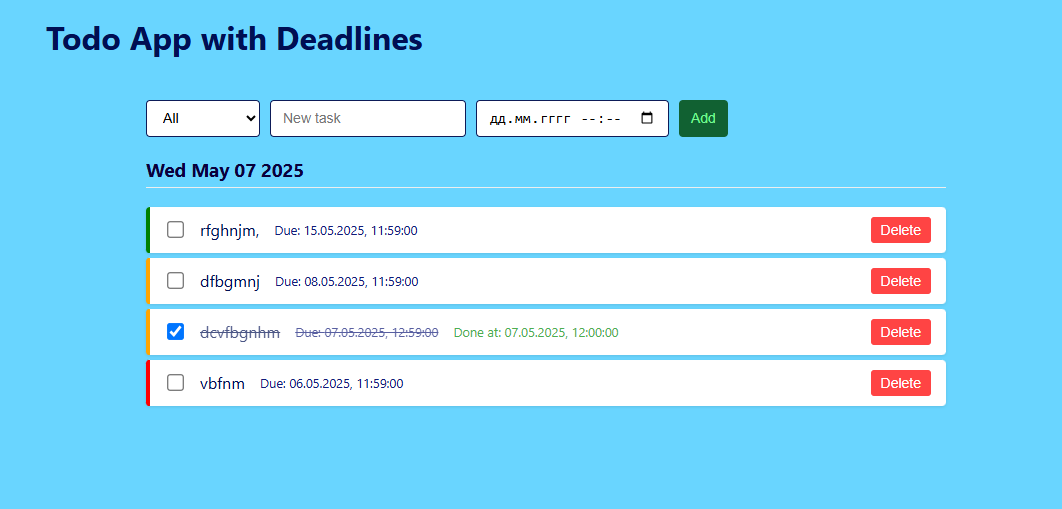 Todo App with Deadlines
All New task дд.мм.гггг --:-- Add
Wed May 07 2025
rfghnjm, Due: 15.05.2025, 11:59:00 Delete
dfbgmnj Due: 08.05.2025, 11:59:00 Delete
dcvfbgnhm Due: 07.05.2025, 12:59:00 Done at: 07.05.2025, 12:00:00 Delete
vbfnm Due: 06.05.2025, 11:59:00 Delete